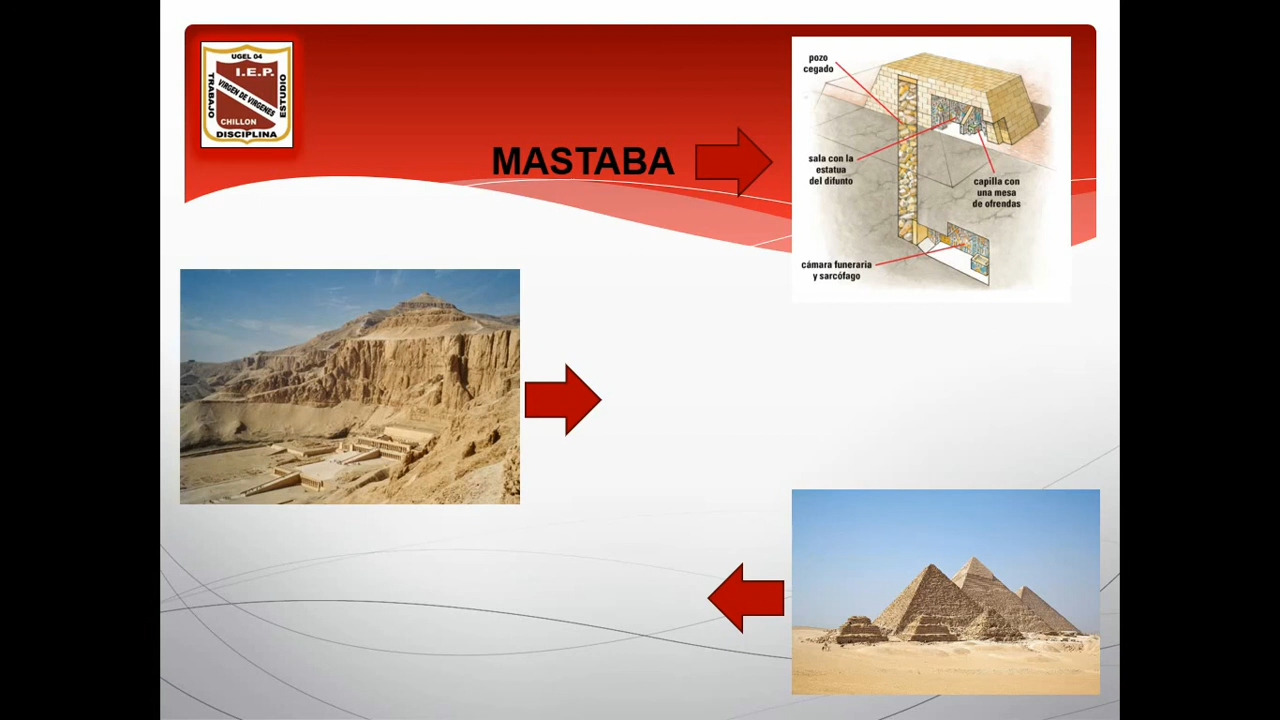 UGEL 04
I.E.P.
TRABAJO
VIRGEN DE VIRGENES
ESTUDIO
CHILLON
DISCIPLINA
MASTABA
pozo
cegado
sala con la
estatua
del difunto
capilla con
una mesa
de ofrendas
cámara funeraria
y sarcófago